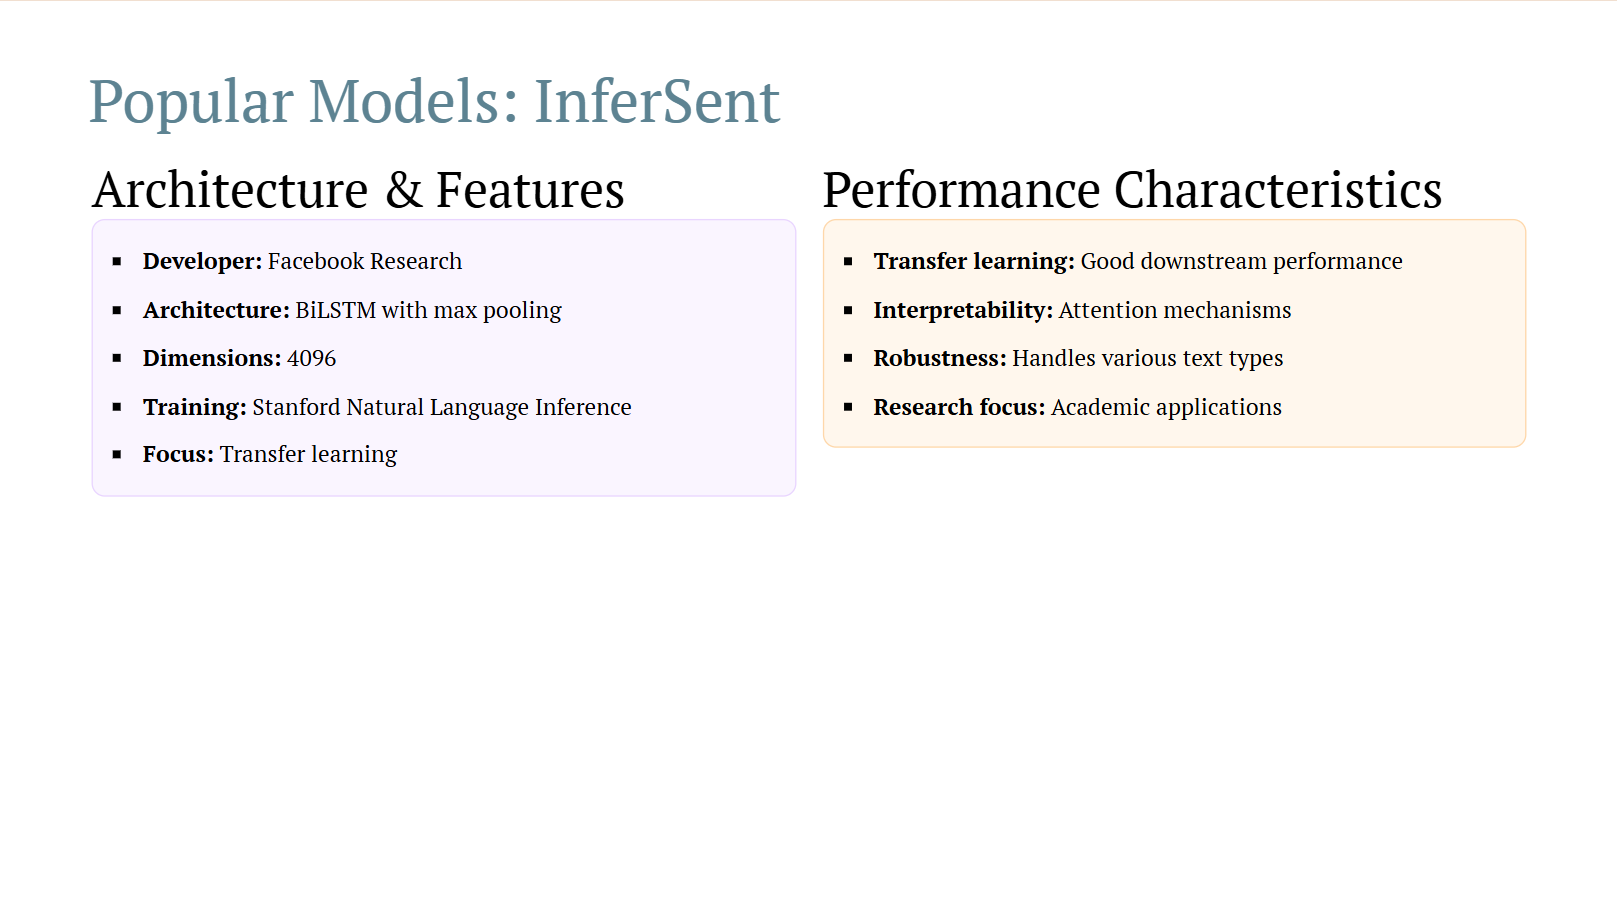 Popular Models: InferSent
Architecture & Features
▪ Developer: Facebook Research
▪ Architecture: BiLSTM with max pooling
▪ Dimensions: 4096
▪ Training: Stanford Natural Language Inference
▪ Focus: Transfer learning
Performance Characteristics
▪ Transfer learning: Good downstream performance
▪ Interpretability: Attention mechanisms
▪ Robustness: Handles various text types
▪ Research focus: Academic applications